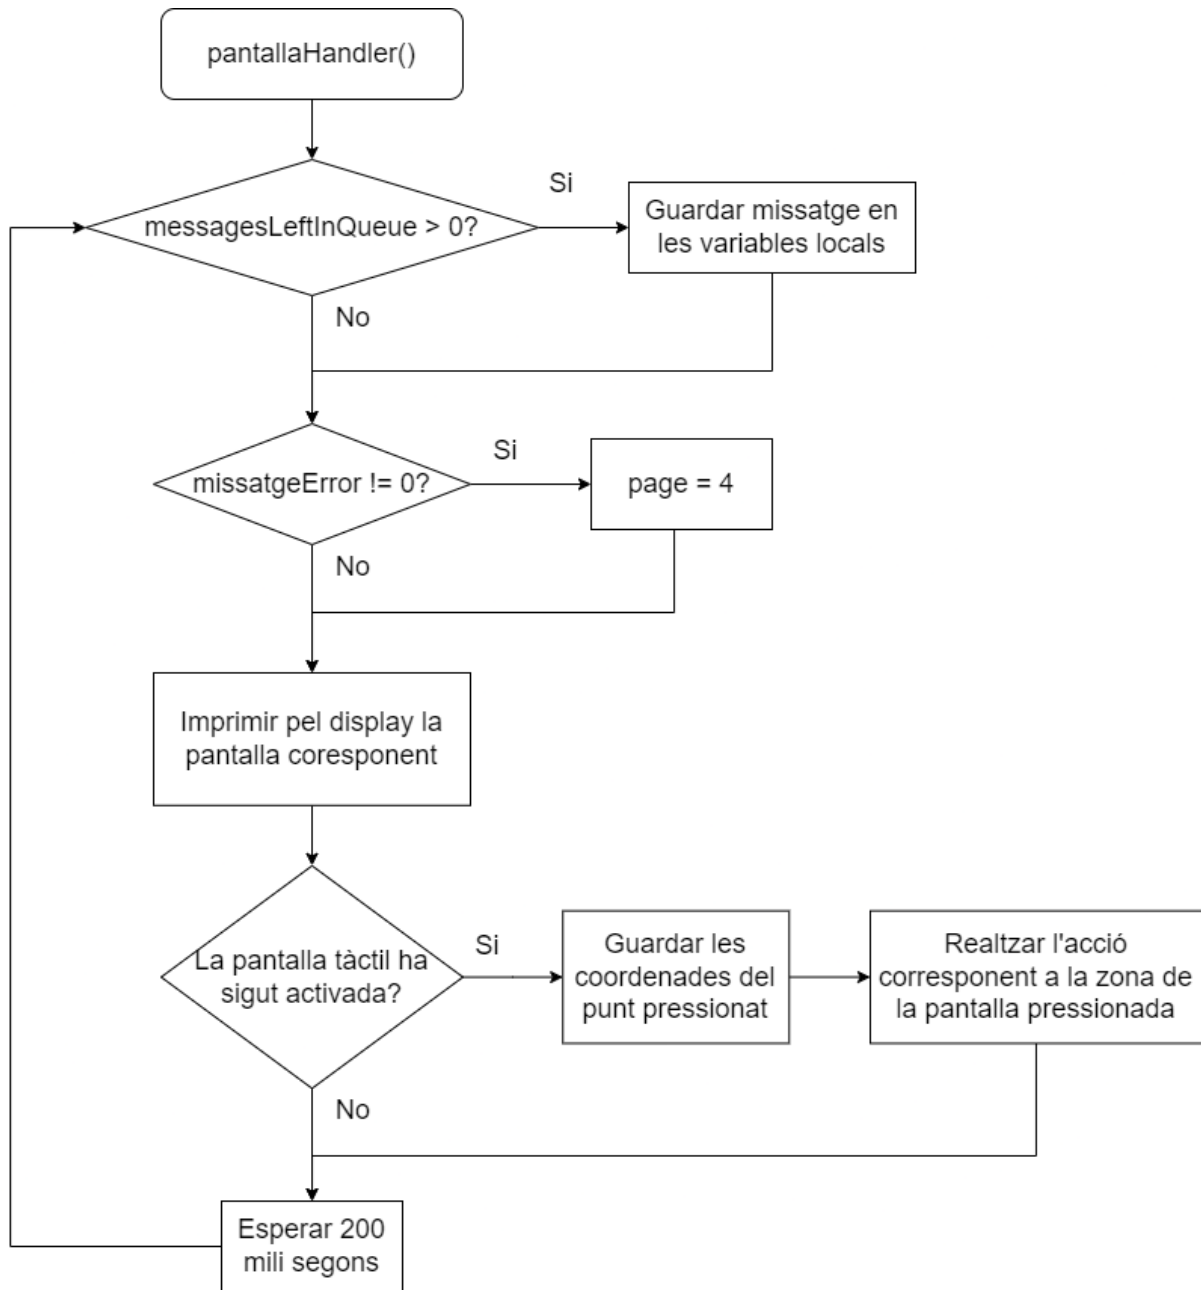 pantallaHandler()
messagesLeftInQueue > 0?
Si
Guardar missatge en
les variables locals
No
missatgeError != 0?
Si
page = 4
No
Imprimir pel display la
pantalla coresponent
La pantalla tàctil ha
sigut activada?
Si
Guardar les
coordenades del
punt pressionat
Realtzar l'acció
corresponent a la zona de
la pantalla pressionada
No
Esperar 200
mili segons